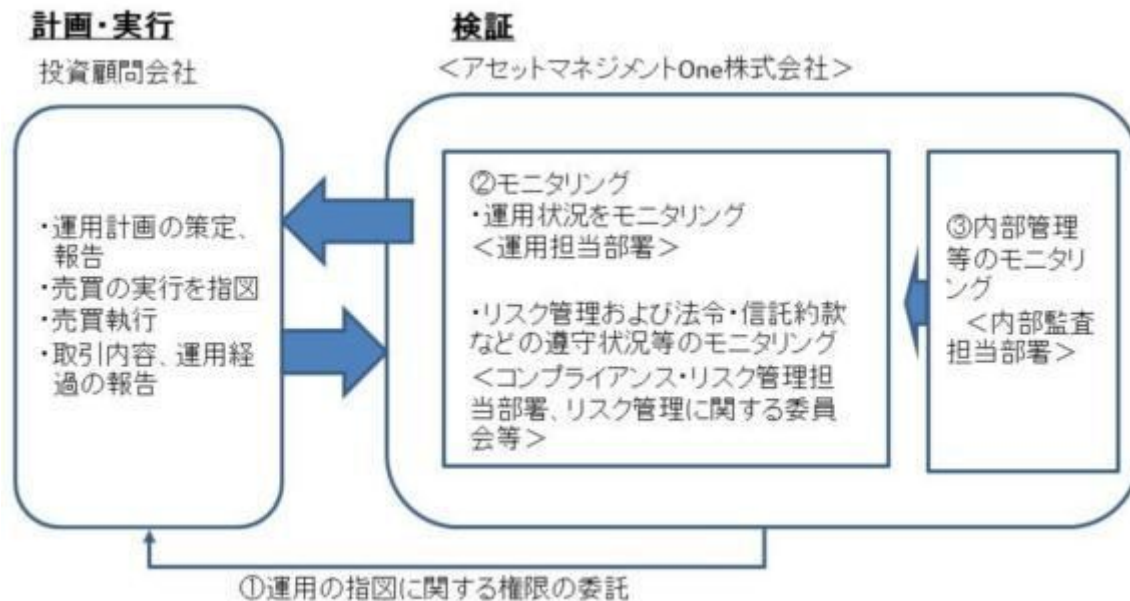 計画・実行
投資顧問会社
・運用計画の策定、
報告
・売買の実行を指図
・売買執行
・取引内容、運用経
過の報告
検証
＜アセットマネジメントOne株式会社＞
②モニタリング
・運用状況をモニタリング
＜運用担当部署＞
・リスク管理および法令・信託約款
などの遵守状況等のモニタリング
＜コンプライアンス・リスク管理担
当部署、リスク管理に関する委員
会等＞
③内部管理
等のモニタリ
ング
＜内部監査
担当部署＞
①運用の指図に関する権限の委託